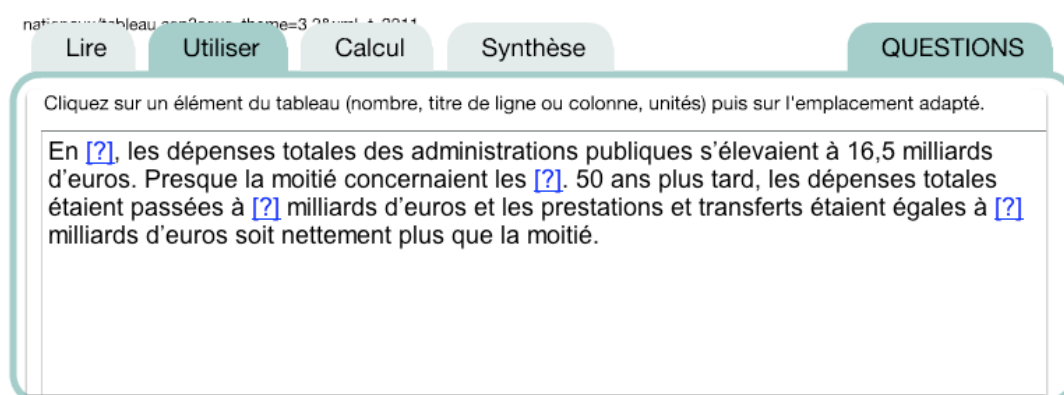 Lire Utiliser Calcul Synthèse QUESTIONS
Cliquez sur un élément du tableau (nombre, titre de ligne ou colonne, unités) puis sur l'emplacement adapté.
En [?], les dépenses totales des administrations publiques s’élevaient à 16,5 milliards
d’euros. Presque la moitié concernaient les [?]. 50 ans plus tard, les dépenses totales
étaient passées à [?] milliards d’euros et les prestations et transferts étaient égales à [?]
milliards d’euros soit nettement plus que la moitié.